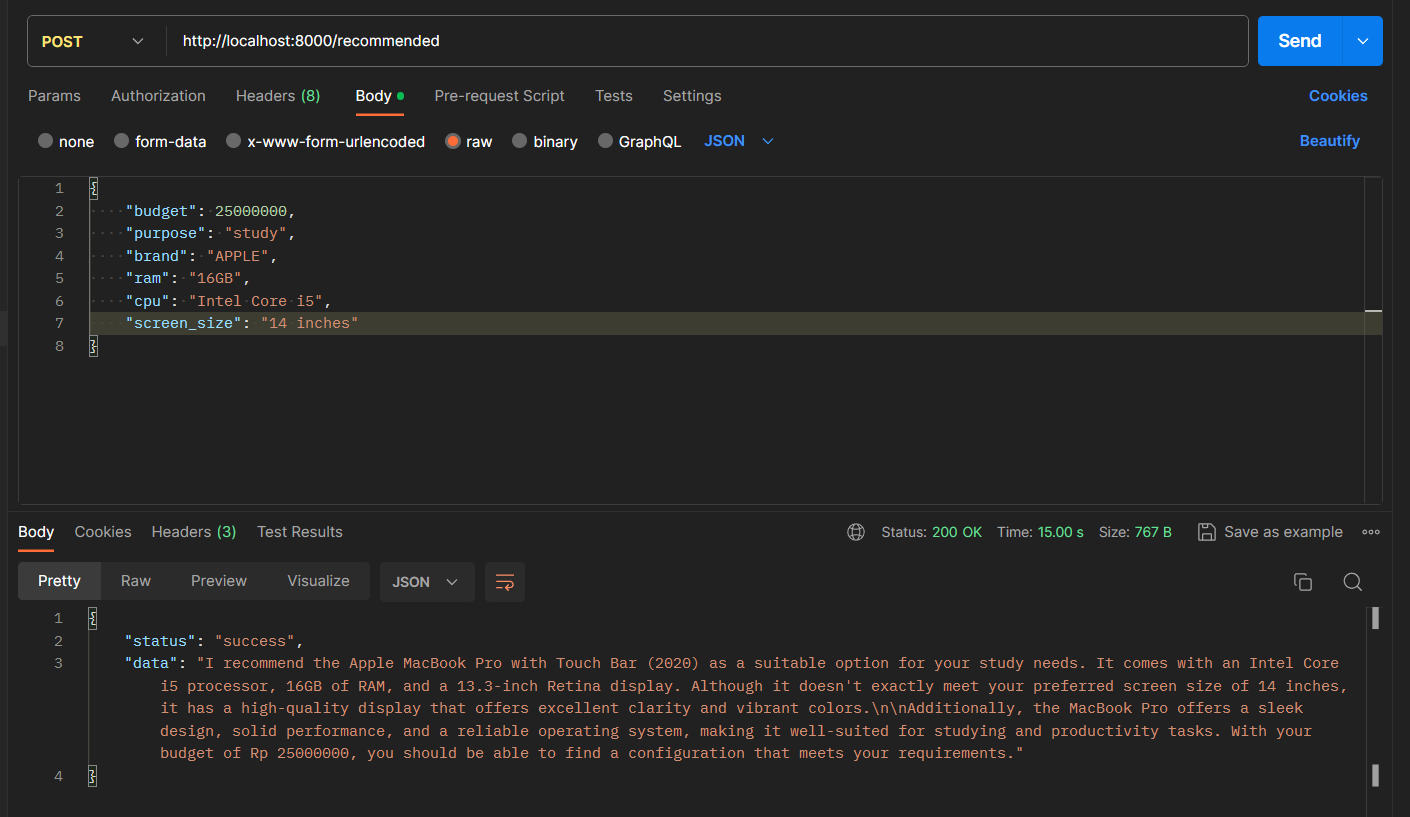 POST http://localhost:8000/recommended Send
Params Authorization Headers (8) Body Pre-request Script Tests Settings Cookies
none form-data x-www-form-urlencoded raw binary GraphQL JSON Beautify
1 {
2 "budget": 25000000,
3 "purpose": "study",
4 "brand": "APPLE",
5 "ram": "16GB",
6 "cpu": "Intel Core i5",
7 "screen_size": "14 inches"
8 }
Body Cookies Headers (3) Test Results Status: 200 OK Time: 15.00 s Size: 767 B Save as example
Pretty Raw Preview Visualize JSON
1 {
2 "status": "success",
3 "data": "I recommend the Apple MacBook Pro with Touch Bar (2020) as a suitable option for your study needs. It comes with an Intel Core
i5 processor, 16GB of RAM, and a 13.3-inch Retina display. Although it doesn't exactly meet your preferred screen size of 14 inches,
it has a high-quality display that offers excellent clarity and vibrant colors.\n\nAdditionally, the MacBook Pro offers a sleek
design, solid performance, and a reliable operating system, making it well-suited for studying and productivity tasks. With your
budget of Rp 25000000, you should be able to find a configuration that meets your requirements."
4 }